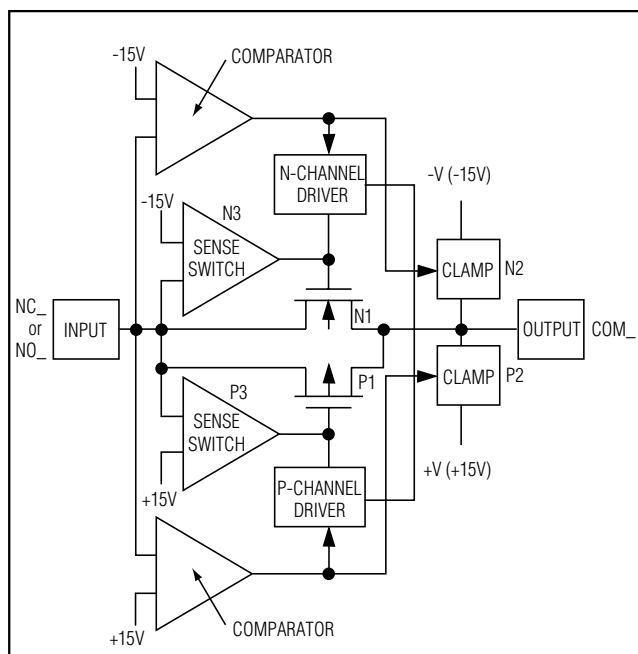 -15V
COMPARATOR
N-CHANNEL
DRIVER
-V (-15V)
-15V
N3
SENSE
SWITCH
CLAMP
N2
NC_
or
NO_
INPUT
N1
OUTPUT
COM_
P1
CLAMP
P2
P3
SENSE
SWITCH
+15V
P-CHANNEL
DRIVER
+V (+15V)
+15V
COMPARATOR